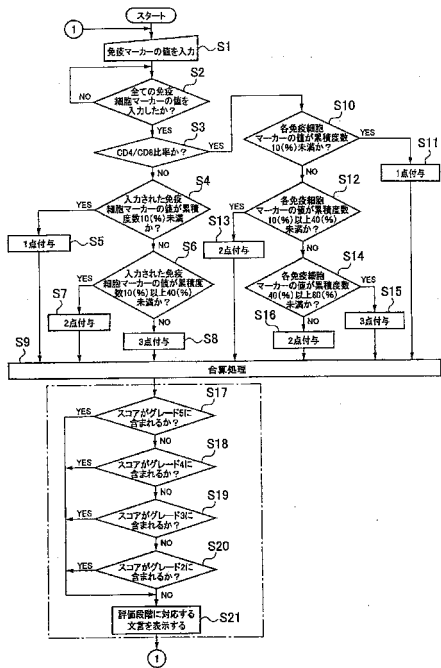 スタート
1
免疫マーカーの値を入力
S1
全ての免疫
細胞マーカーの値を
入力したか?
S2
NO
YES
CD4/CD8比率か?
S3
YES
NO
入力された免疫
細胞マーカーの値が累積
度数10(%)未満
か?
S4
YES
NO
1点付与
S5
入力された免疫
細胞マーカーの値が累積度
数10(%)以上40(%)
未満か?
S6
YES
NO
S7
2点付与
3点付与
S8
各免疫細胞
マーカーの値が累積度数
10(%)未満か?
S10
YES
NO
S11
1点付与
各免疫細胞
マーカーの値が累積度数
10(%)以上40(%)
未満か?
S12
YES
NO
S13
2点付与
各免疫細胞
マーカーの値が累積度数
40(%)以上80(%)
未満か?
S14
YES
NO
S15
3点付与
S16
2点付与
S9
合算処理
スコアがグレード5に
含まれるか?
S17
YES
NO
スコアがグレード4に
含まれるか?
S18
YES
NO
スコアがグレード3に
含まれるか?
S19
YES
NO
スコアがグレード2に
含まれるか?
S20
YES
NO
評価段階に対応する
文言を表示する
S21
1